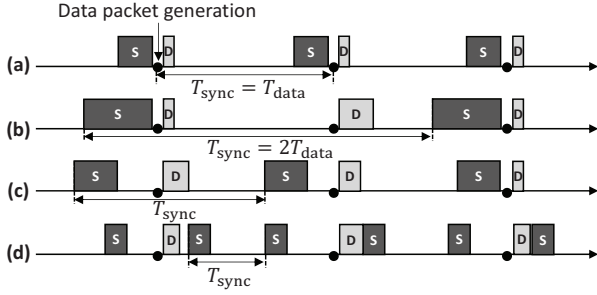 Data packet generation
(a) S D S D S D
T_sync = T_data
(b) S D D S D
T_sync = 2T_data
(c) S D S D S D
T_sync
(d) S D S S D S S D S
T_sync